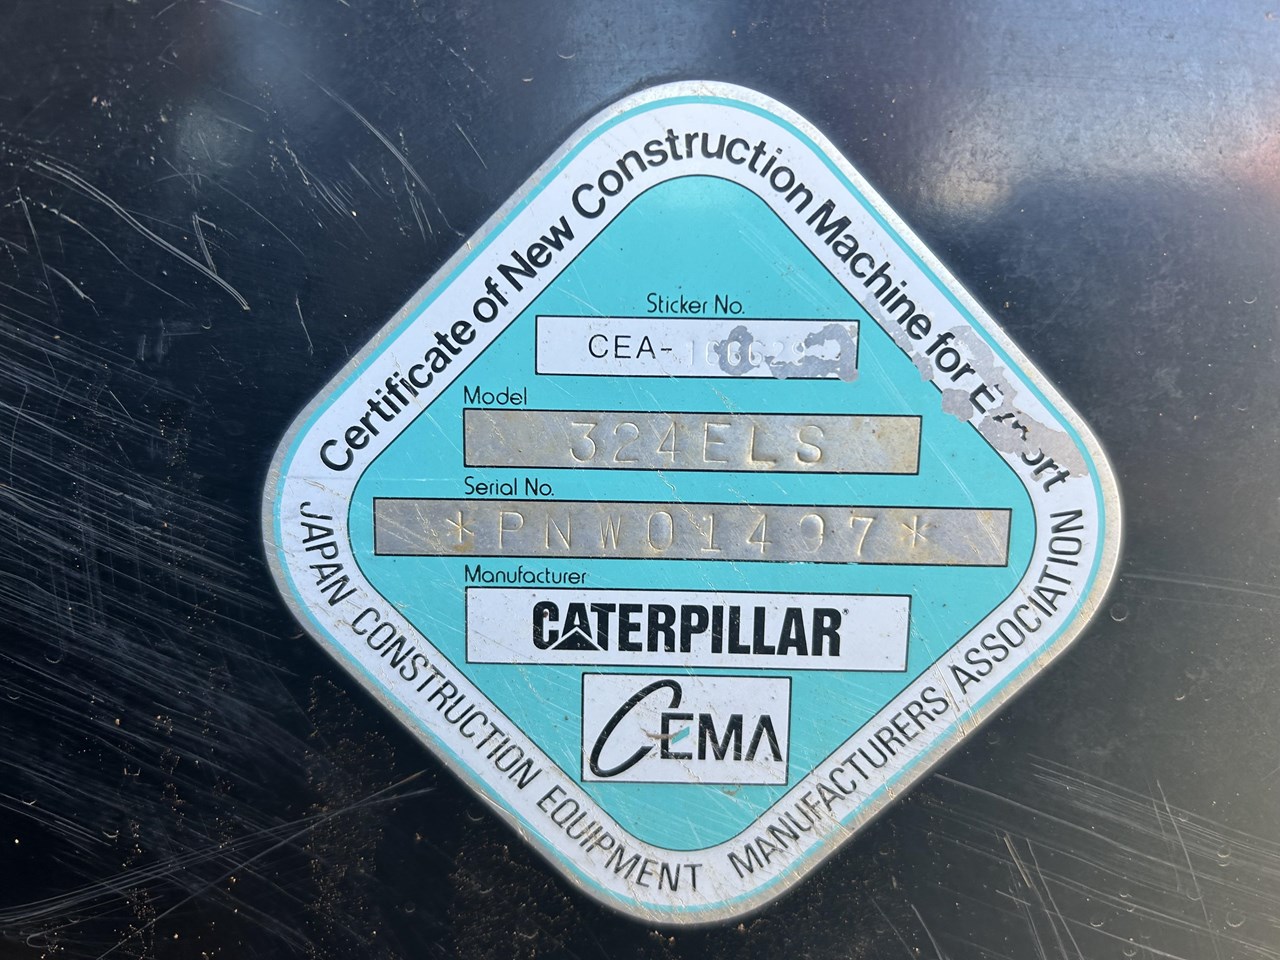 Certificate of New Construction Machine for Export
Sticker No.
CEA-
Model
324ELS
Serial No.
*PNW01497*
Manufacturer
CATERPILLAR
CEMA
JAPAN CONSTRUCTION EQUIPMENT MANUFACTURERS ASSOCIATION